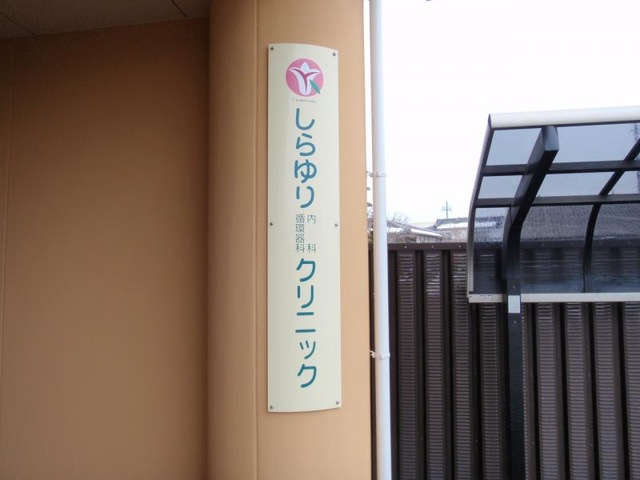 しらゆり
内科
循環器科
クリニック